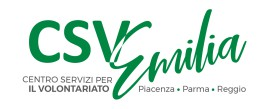 CSV Emilia
CENTRO SERVIZI PER
IL VOLONTARIATO
Piacenza • Parma • Reggio